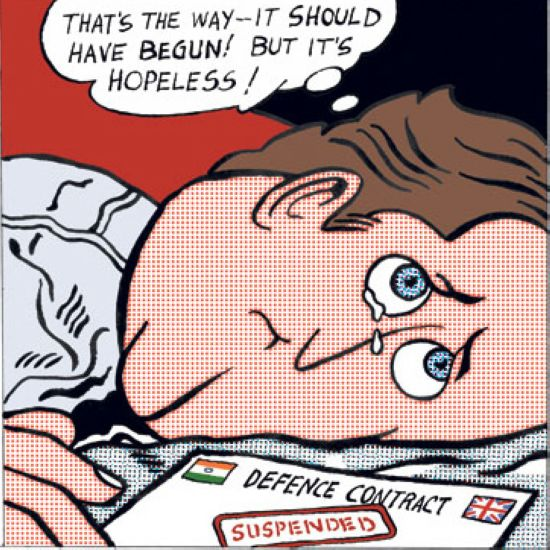 THAT'S THE WAY--IT SHOULD
HAVE BEGUN! BUT IT'S
HOPELESS!
DEFENCE CONTRACT
SUSPENDED